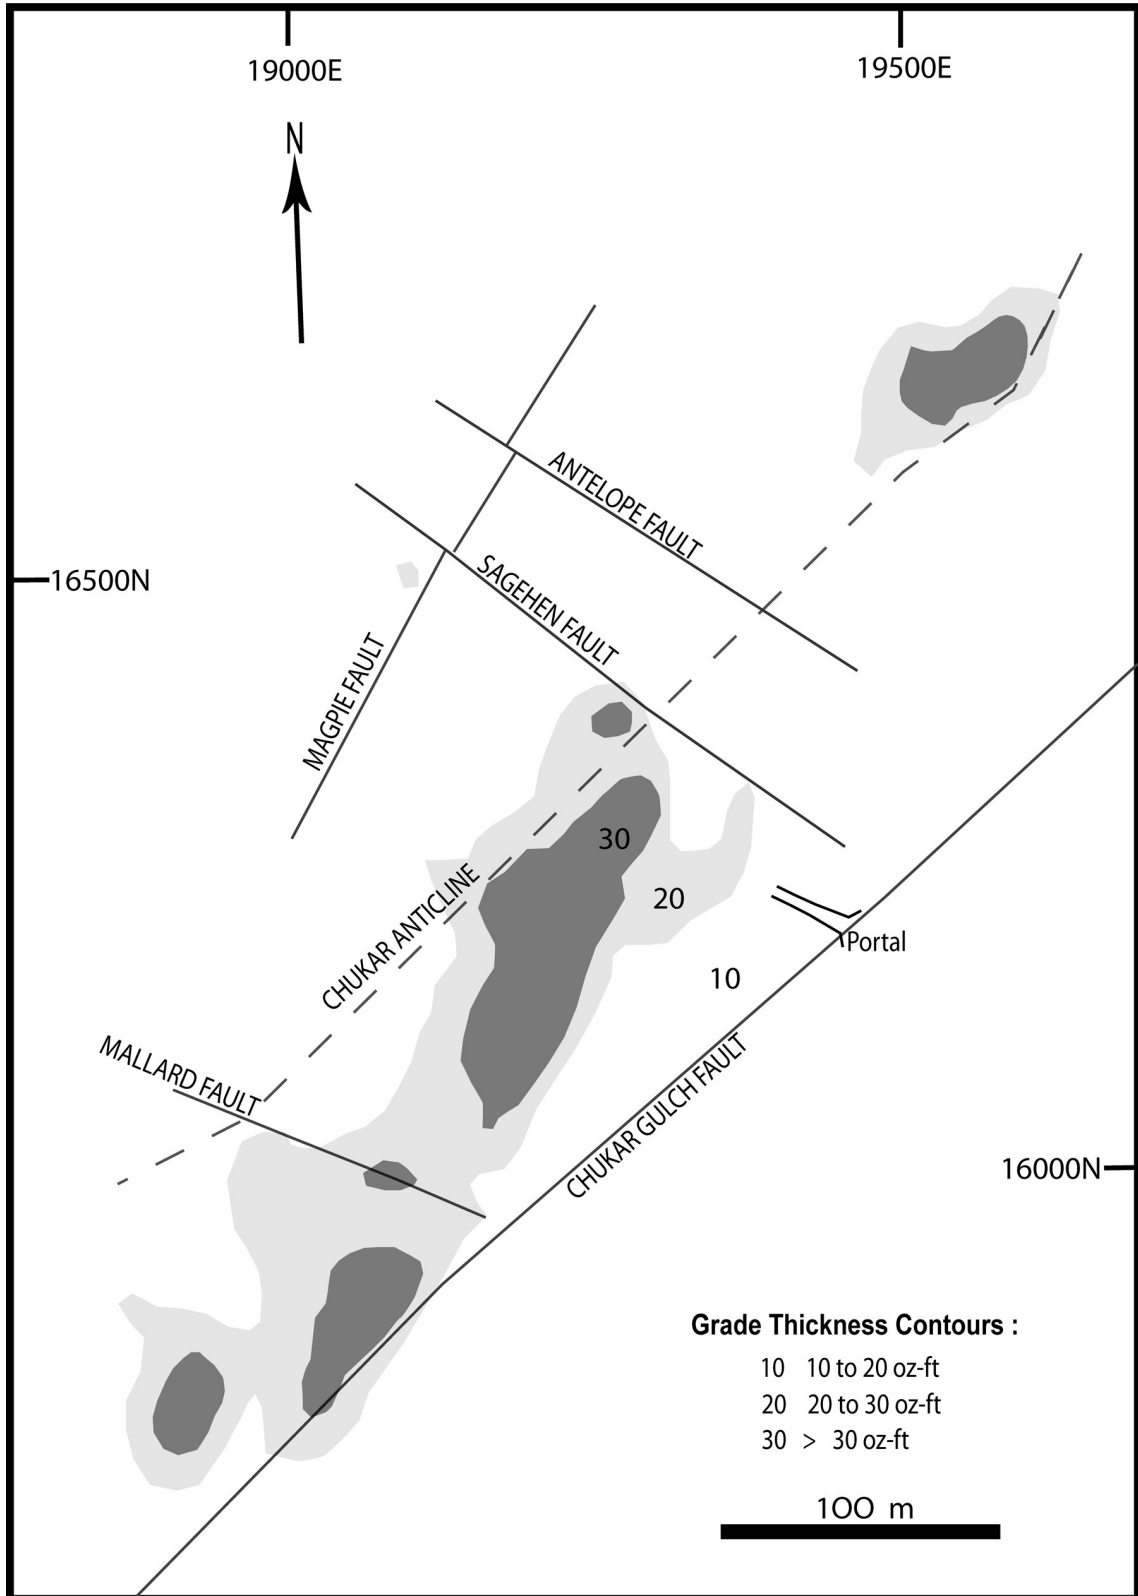 19000E
19500E
N
ANTELOPE FAULT
16500N
SAGEHEN FAULT
MAGPIE FAULT
30
20
CHUKAR ANTICLINE
Portal
10
MALLARD FAULT
CHUKAR GULCH FAULT
16000N
Grade Thickness Contours :
10 10 to 20 oz-ft
20 20 to 30 oz-ft
30 > 30 oz-ft
100 m